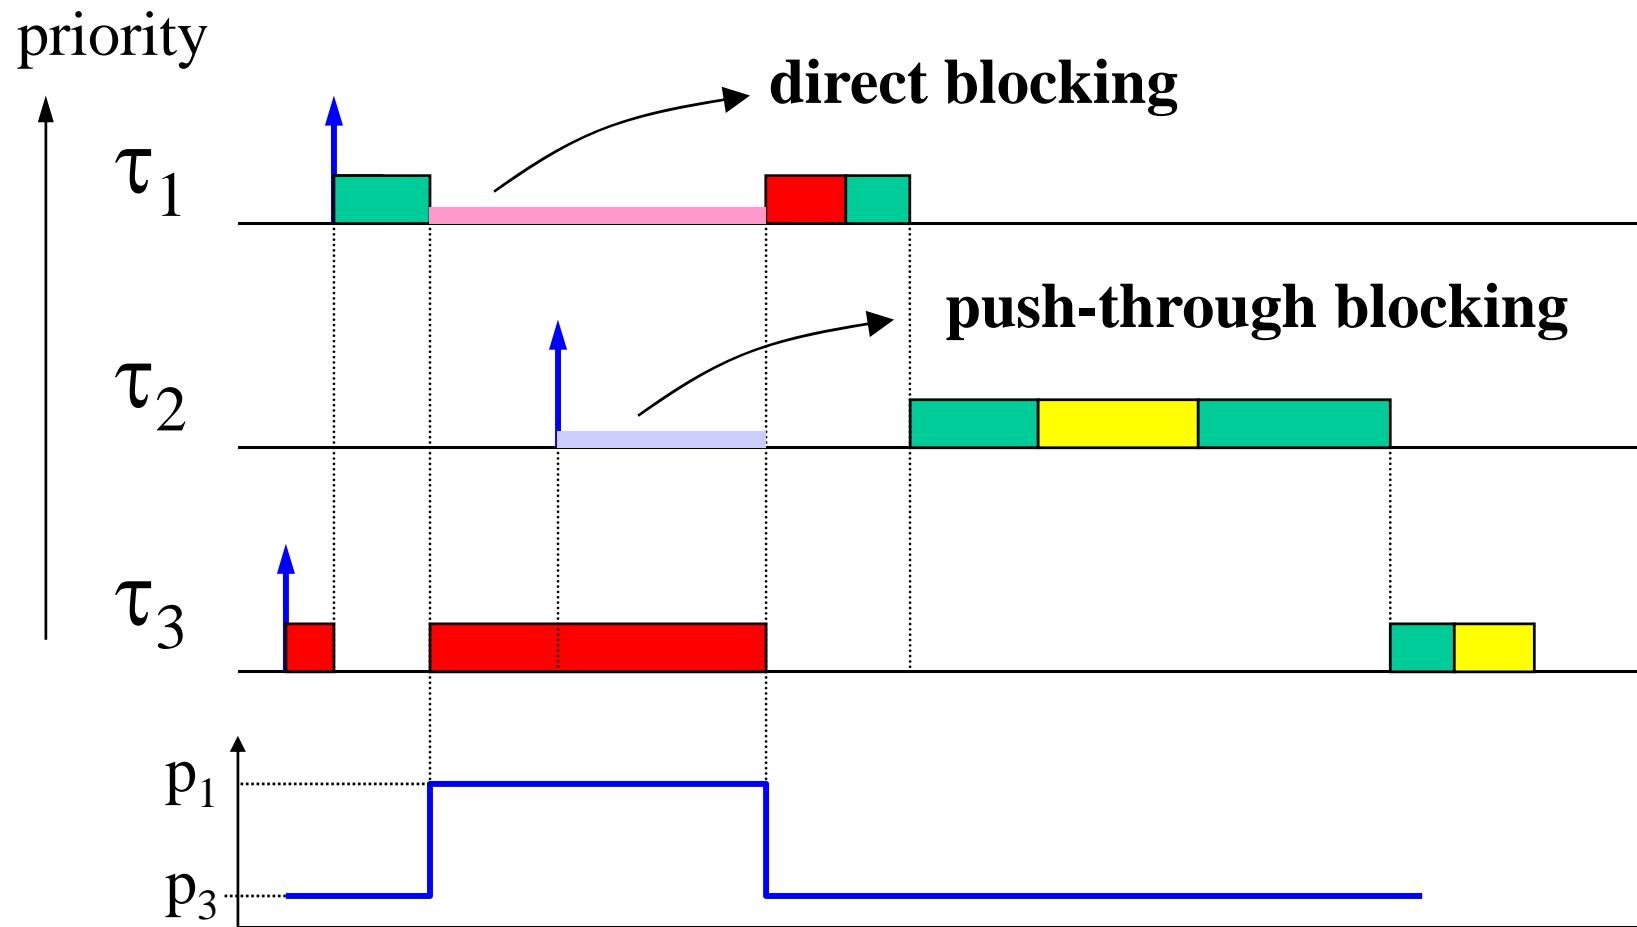 priority
direct blocking
τ1
push-through blocking
τ2
τ3
p1
p3